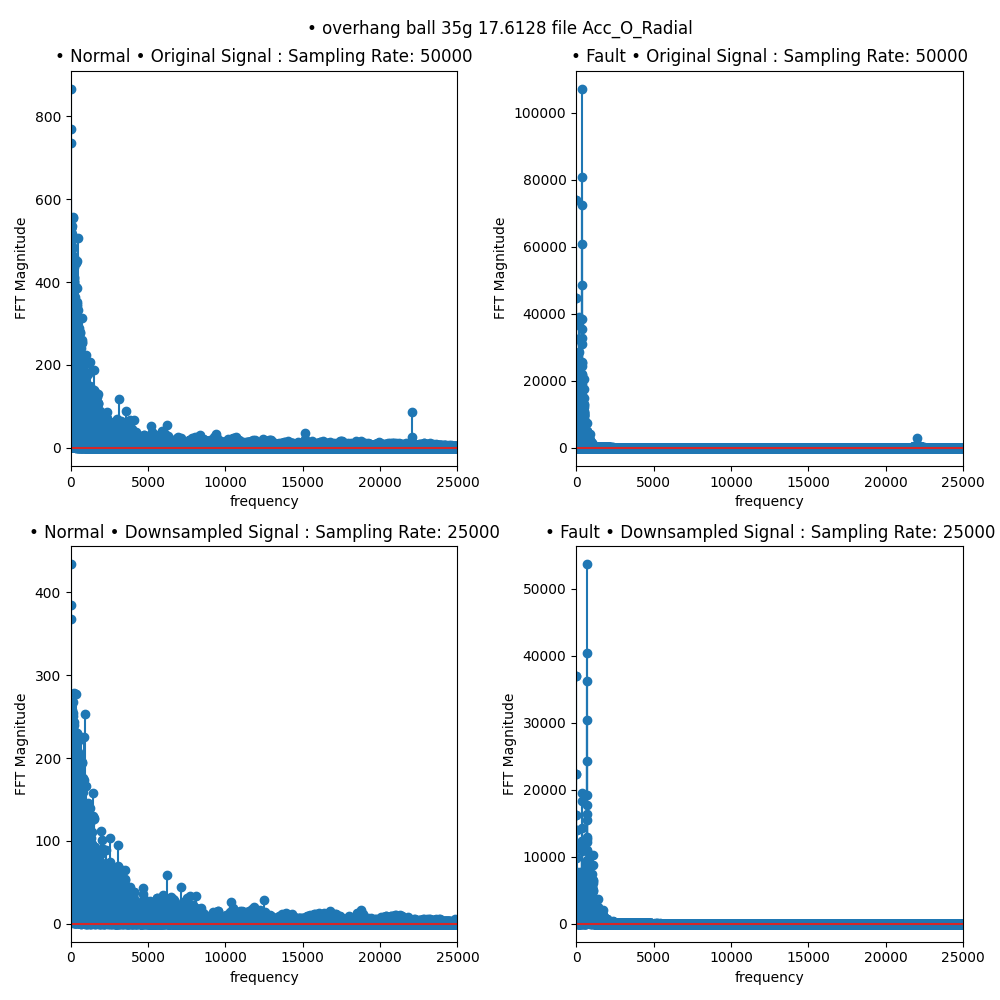 • overhang ball 35g 17.6128 file Acc_O_Radial
• Normal • Original Signal : Sampling Rate: 50000
FFT Magnitude
800
600
400
200
0
0 5000 10000 15000 20000 25000
frequency
• Fault • Original Signal : Sampling Rate: 50000
FFT Magnitude
100000
80000
60000
40000
20000
0
0 5000 10000 15000 20000 25000
frequency
• Normal • Downsampled Signal : Sampling Rate: 25000
FFT Magnitude
400
300
200
100
0
0 5000 10000 15000 20000 25000
frequency
• Fault • Downsampled Signal : Sampling Rate: 25000
FFT Magnitude
50000
40000
30000
20000
10000
0
0 5000 10000 15000 20000 25000
frequency